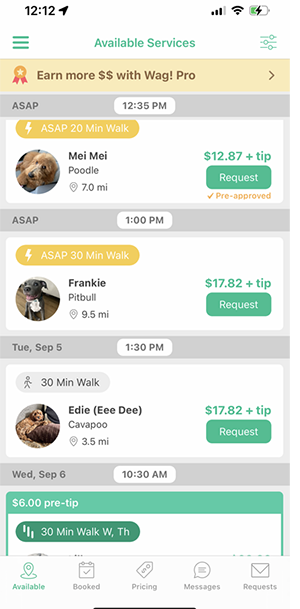 12:12
Available Services
Earn more $$ with Wag! Pro
ASAP 12:35 PM
ASAP 20 Min Walk
Mei Mei
$12.87 + tip
Poodle
Request
7.0 mi
✓ Pre-approved
ASAP 1:00 PM
ASAP 30 Min Walk
Frankie
$17.82 + tip
Pitbull
Request
9.5 mi
Tue, Sep 5 1:30 PM
30 Min Walk
Edie (Eee Dee)
$17.82 + tip
Cavapoo
Request
3.5 mi
Wed, Sep 6 10:30 AM
$6.00 pre-tip
30 Min Walk W, Th
Available Booked Pricing Messages Requests